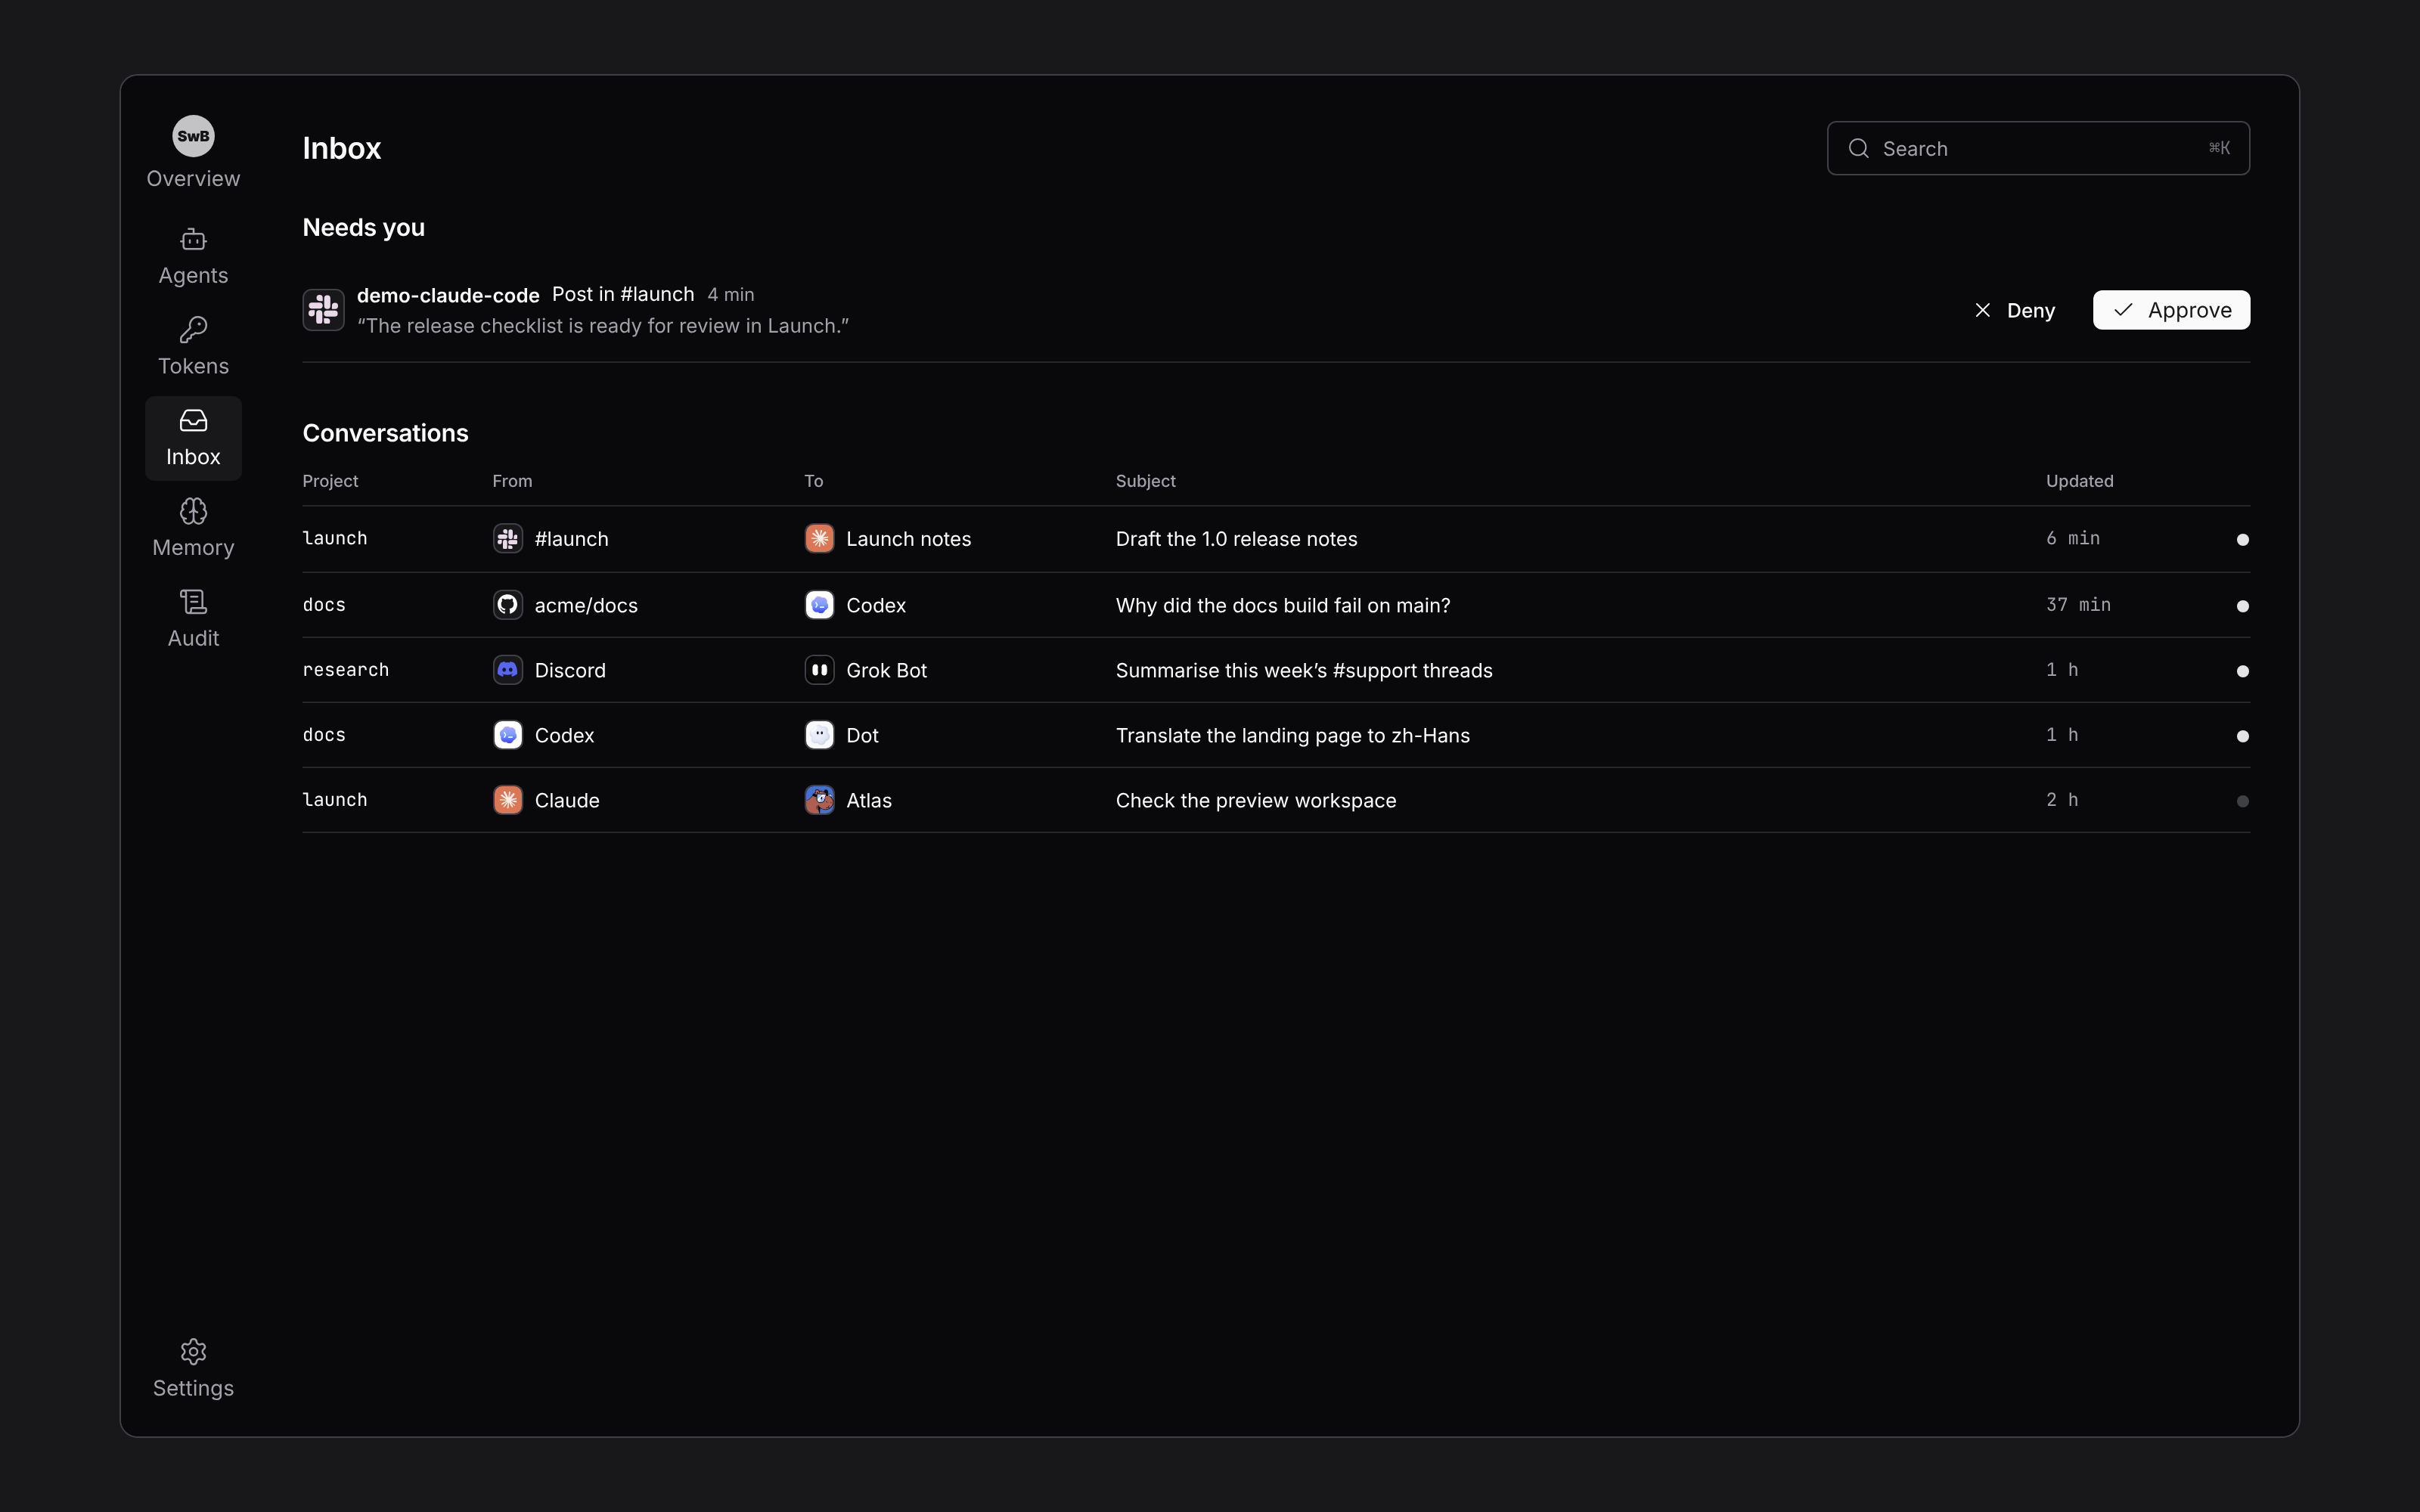 SwB
Overview
Agents
Tokens
Inbox
Memory
Audit
Settings
Inbox
Search ⌘K
Needs you
demo-claude-code Post in #launch 4 min
“The release checklist is ready for review in Launch.”
Deny
Approve
Conversations
Project From To Subject Updated
launch #launch Launch notes Draft the 1.0 release notes 6 min
docs acme/docs Codex Why did the docs build fail on main? 37 min
research Discord Grok Bot Summarise this week’s #support threads 1 h
docs Codex Dot Translate the landing page to zh-Hans 1 h
launch Claude Atlas Check the preview workspace 2 h